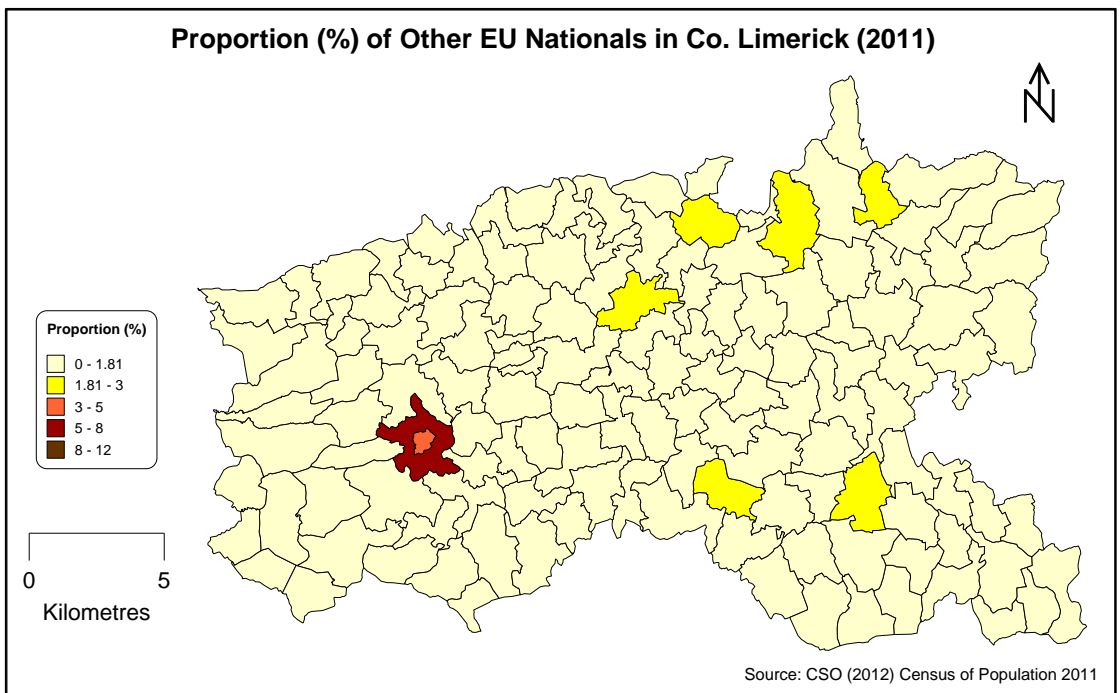 Proportion (%) of Other EU Nationals in Co. Limerick (2011)
N
Proportion (%)
0 - 1.81
1.81 - 3
3 - 5
5 - 8
8 - 12
0 5
Kilometres
Source: CSO (2012) Census of Population 2011